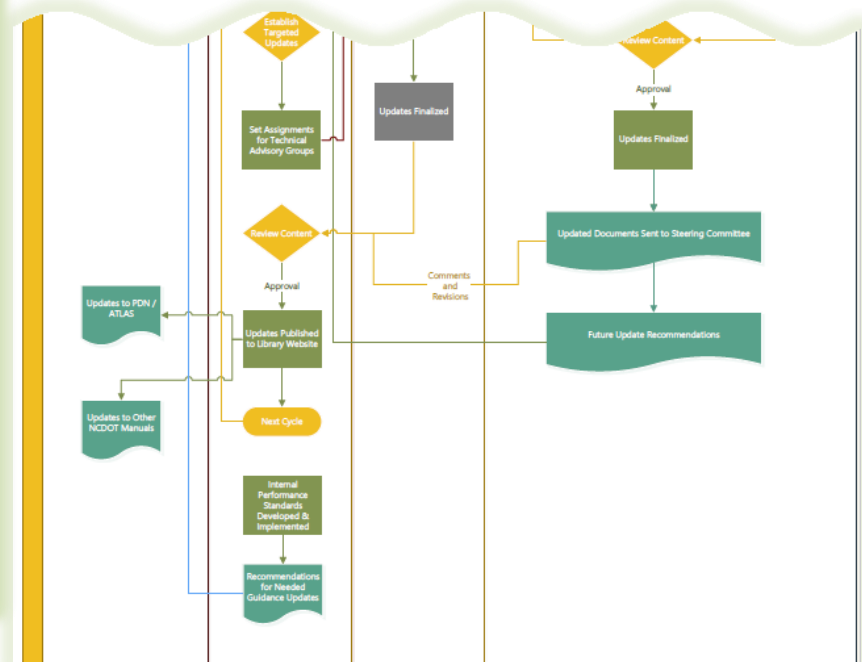 Establish
Targeted
Updates
Review Content
Approval
Updates Finalized
Updates Finalized
Set Assignments
for Technical
Advisory Groups
Review Content
Updated Documents Sent to Steering Committee
Comments
and
Revisions
Approval
Updates to PDN /
ATLAS
Updates Published
to Library Website
Future Update Recommendations
Updates to Other
NCDOT Manuals
Next Cycle
Internal
Performance
Standards
Developed &
Implemented
Recommendations
for Needed
Guidance Updates